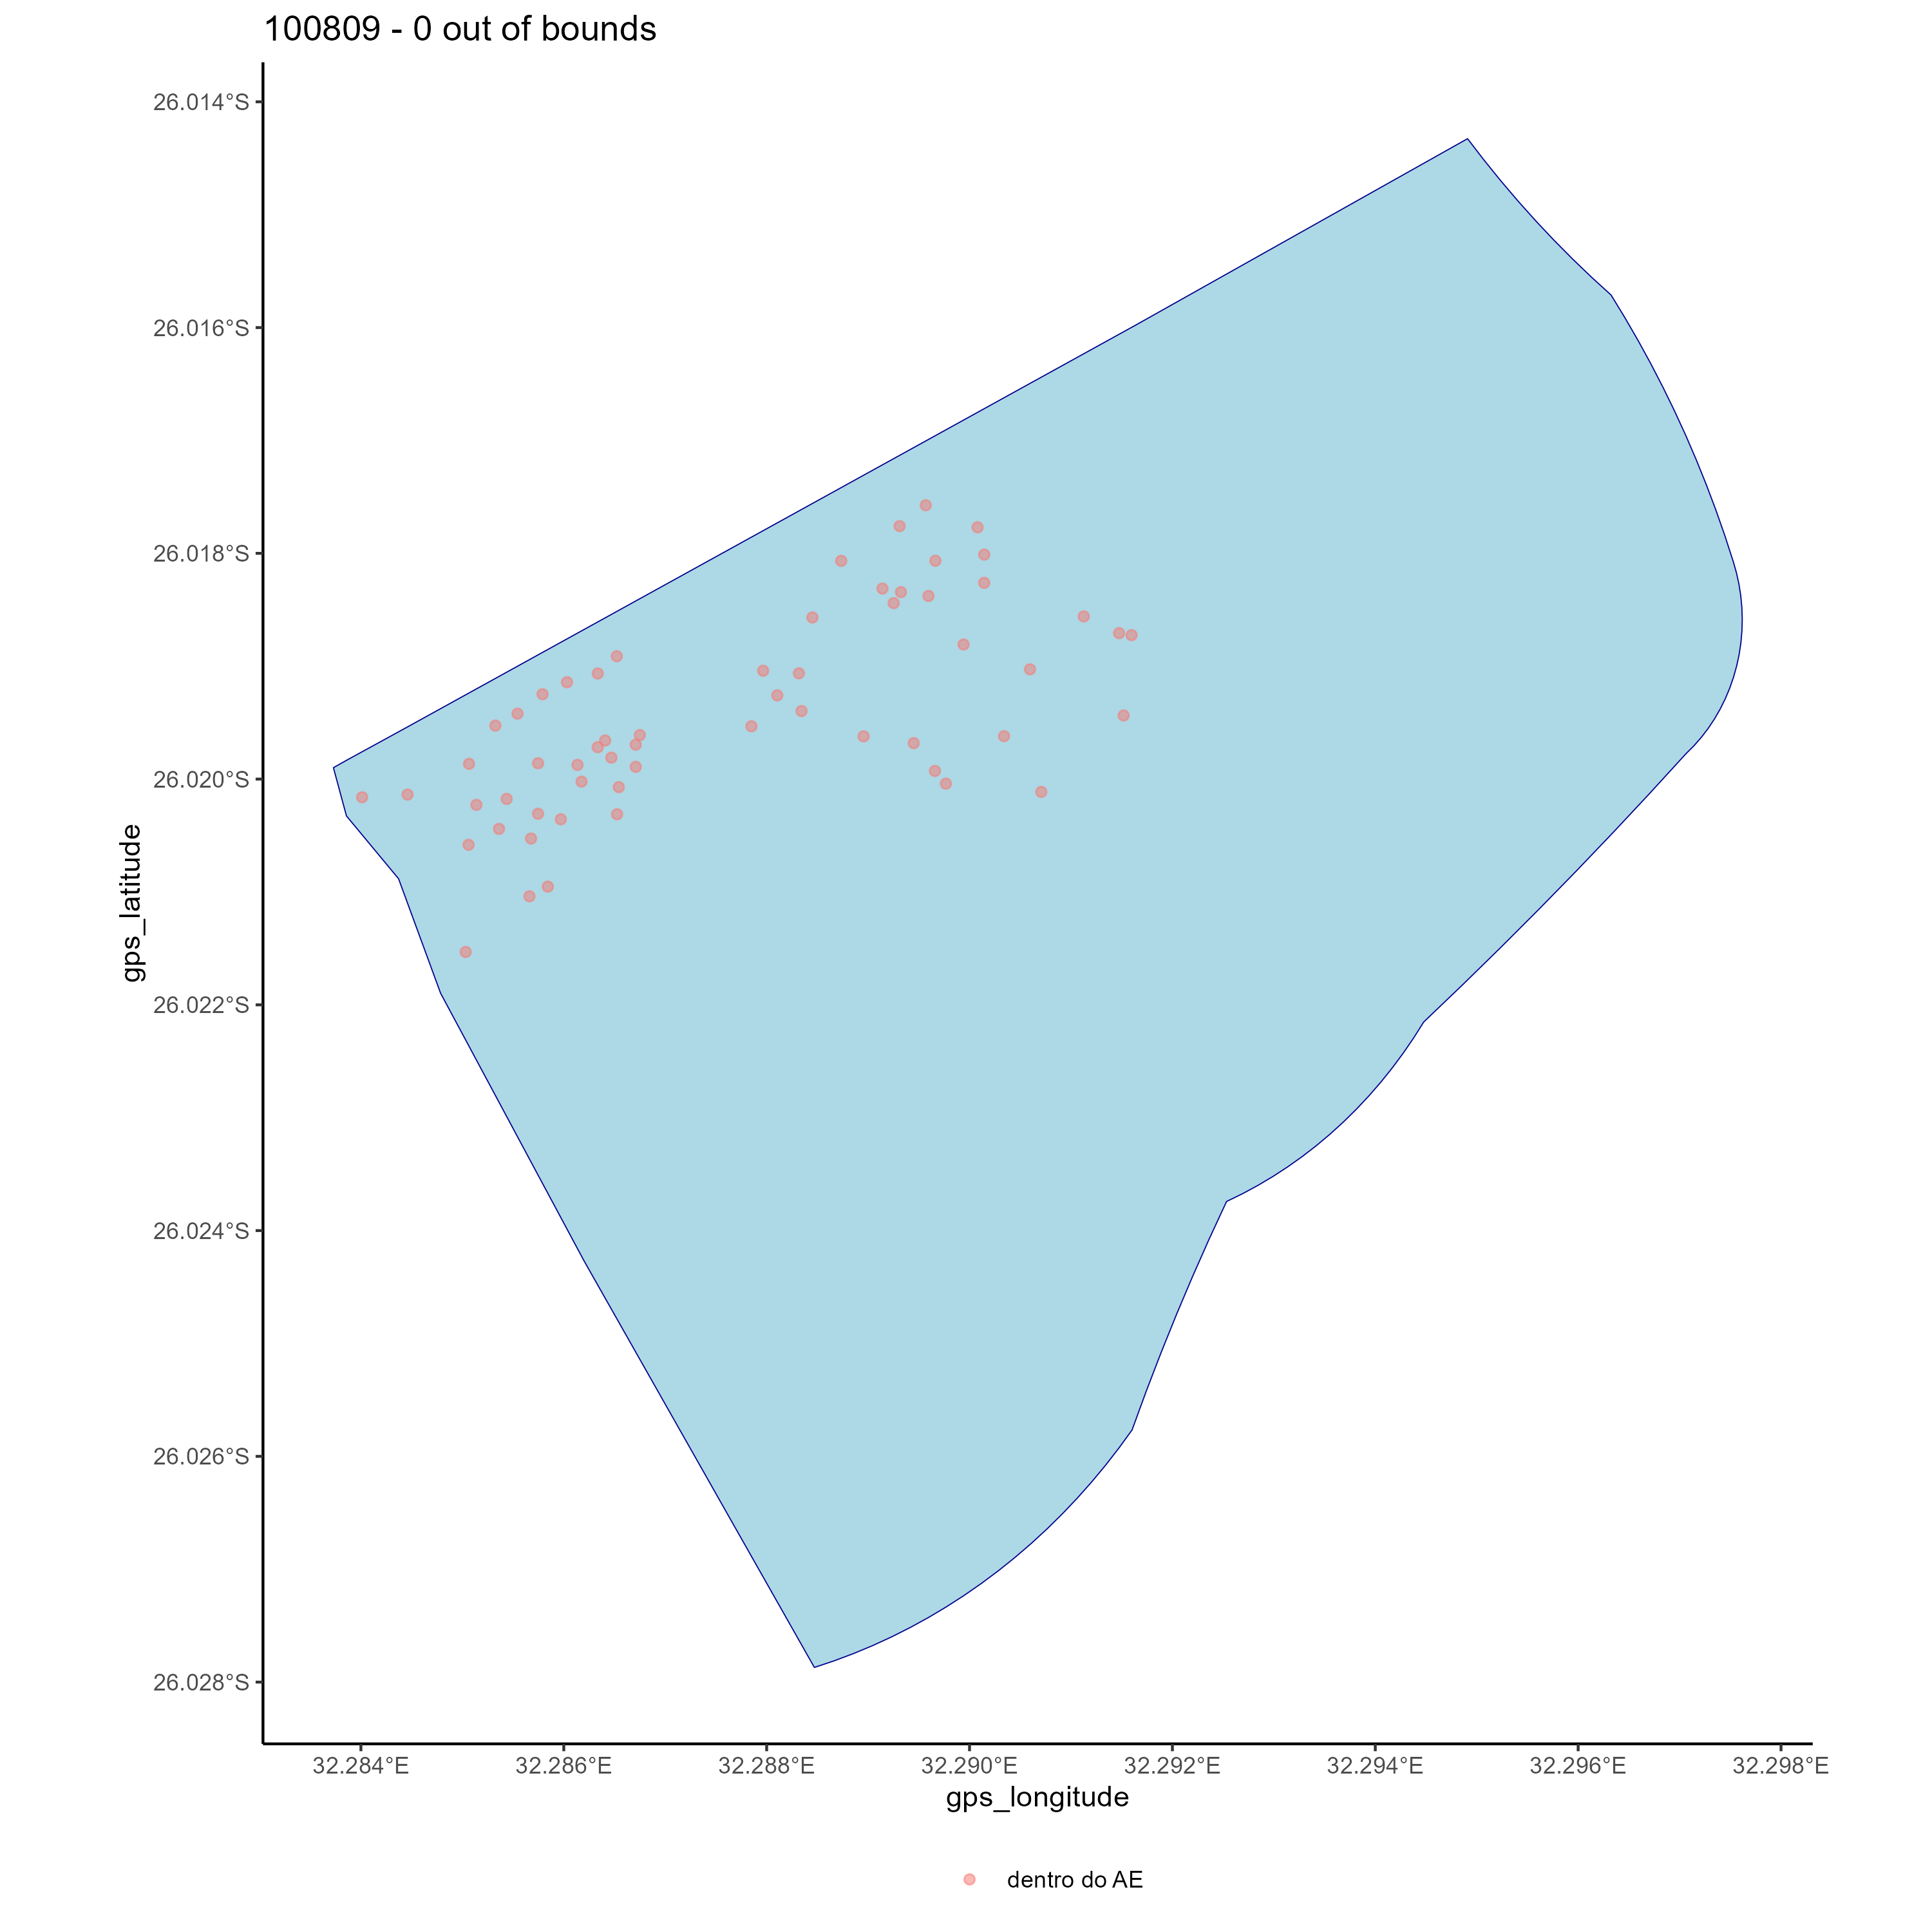 100809 - 0 out of bounds
26.014°S
26.016°S
26.018°S
26.020°S
26.022°S
26.024°S
26.026°S
26.028°S
gps_latitude
32.284°E
32.286°E
32.288°E
32.290°E
32.292°E
32.294°E
32.296°E
32.298°E
gps_longitude
dentro do AE